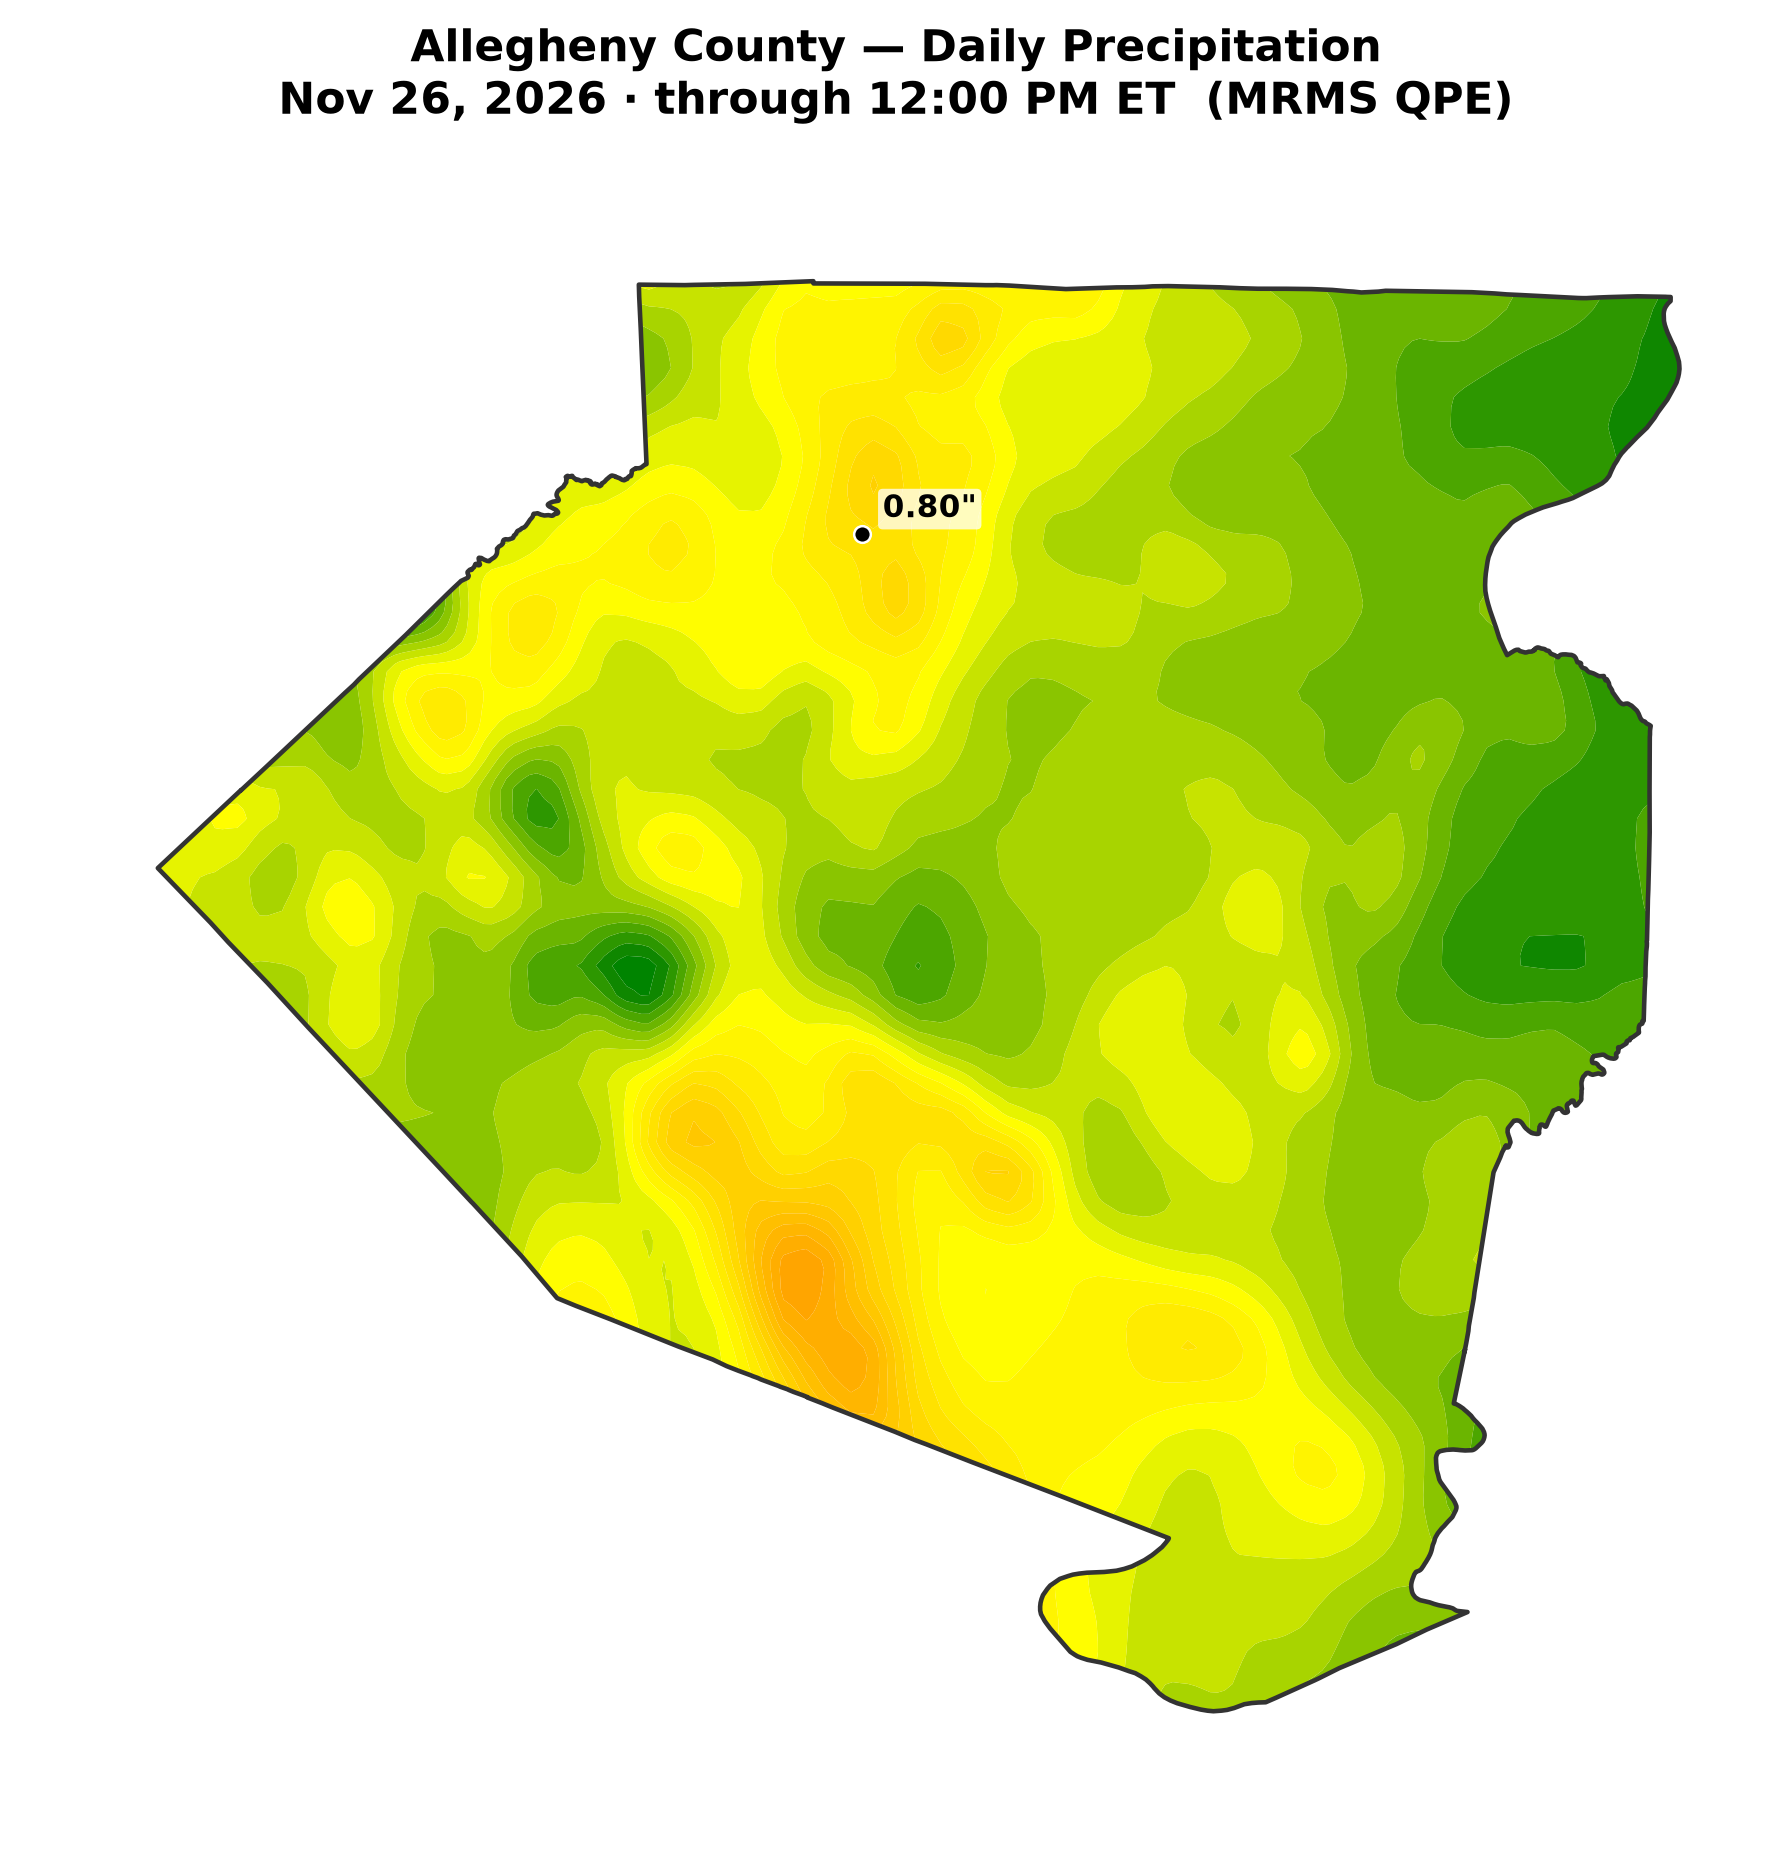 Allegheny County — Daily Precipitation
Nov 26, 2026 · through 12:00 PM ET (MRMS QPE)
0.80"